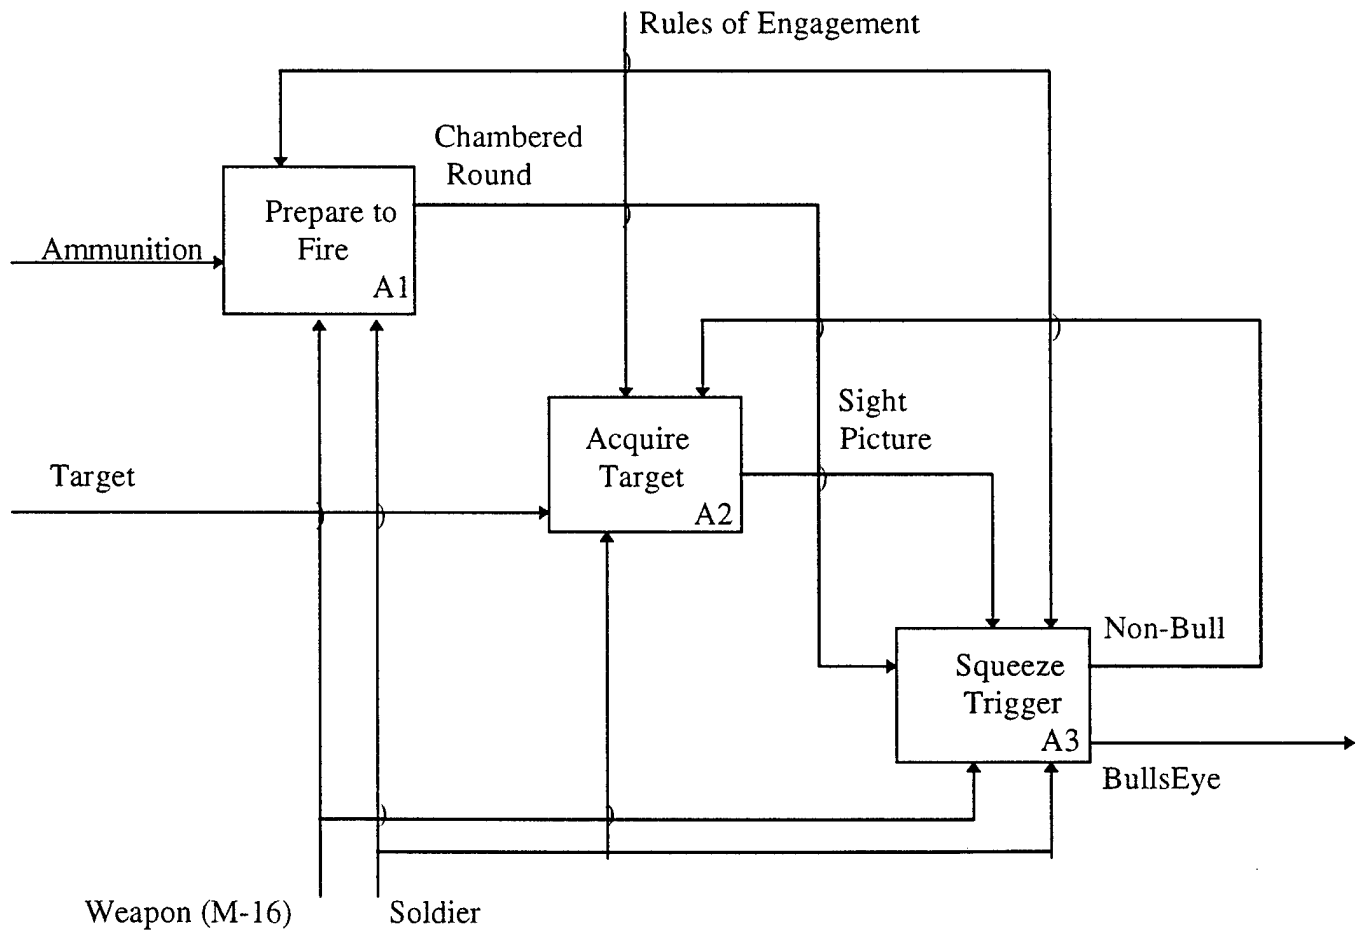 Rules of Engagement
Chambered
Round
Prepare to
Fire
A1
Ammunition
Sight
Picture
Acquire
Target
A2
Target
Non-Bull
Squeeze
Trigger
A3
BullsEye
Weapon (M-16)
Soldier